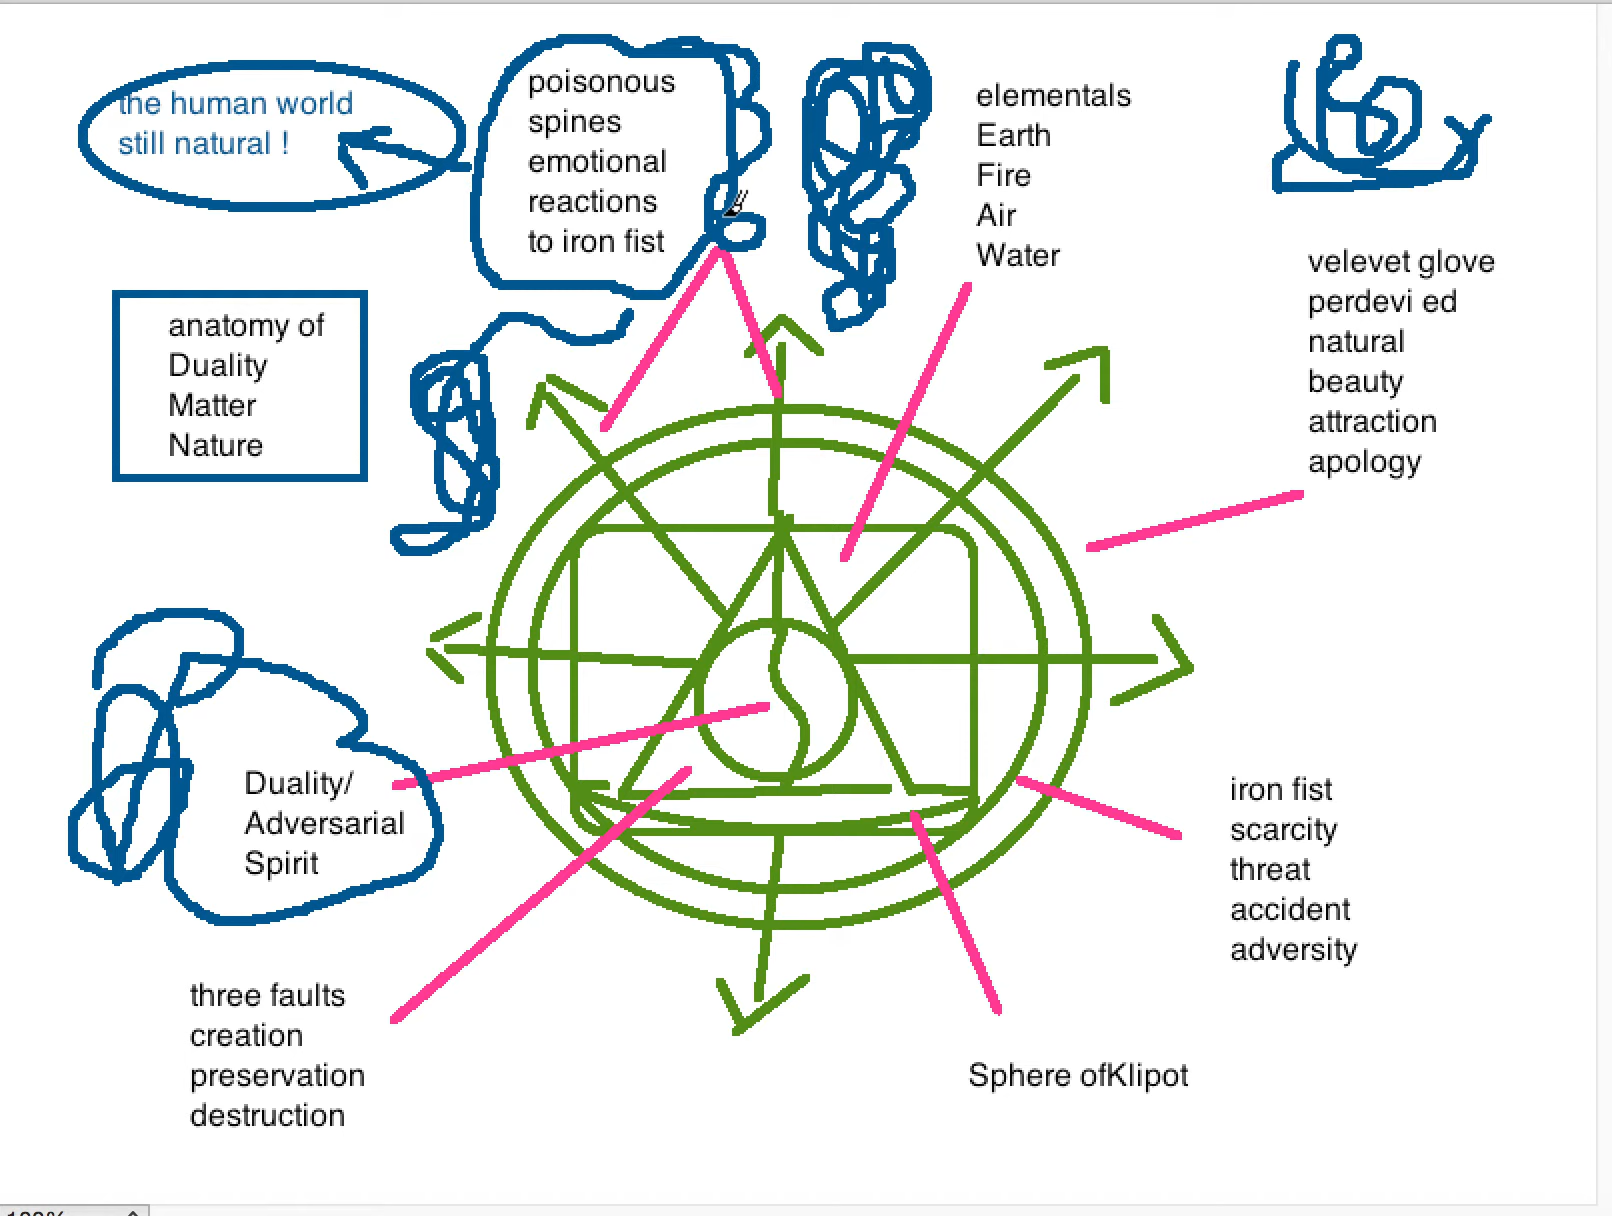 the human world
still natural !
poisonous
spines
emotional
reactions
to iron fist
elementals
Earth
Fire
Air
Water
velevet glove
perdevi ed
natural
beauty
attraction
apology
anatomy of
Duality
Matter
Nature
Duality/
Adversarial
Spirit
iron fist
scarcity
threat
accident
adversity
three faults
creation
preservation
destruction
Sphere ofKlipot